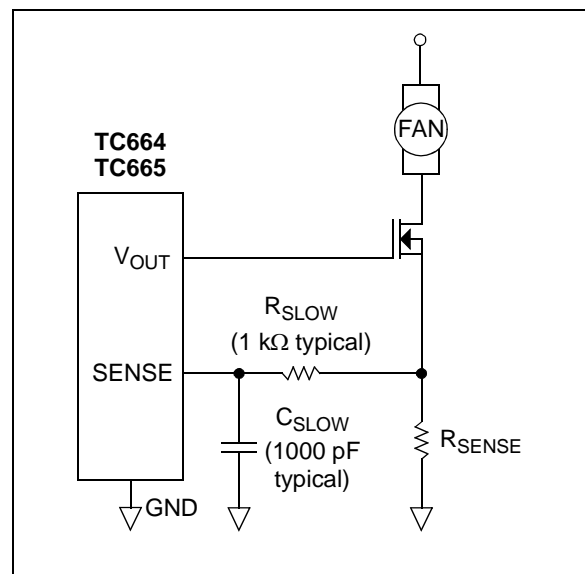 FAN
TC664
TC665
VOUT
RSLOW
(1 kΩ typical)
SENSE
CSLOW
(1000 pF
typical)
RSENSE
GND